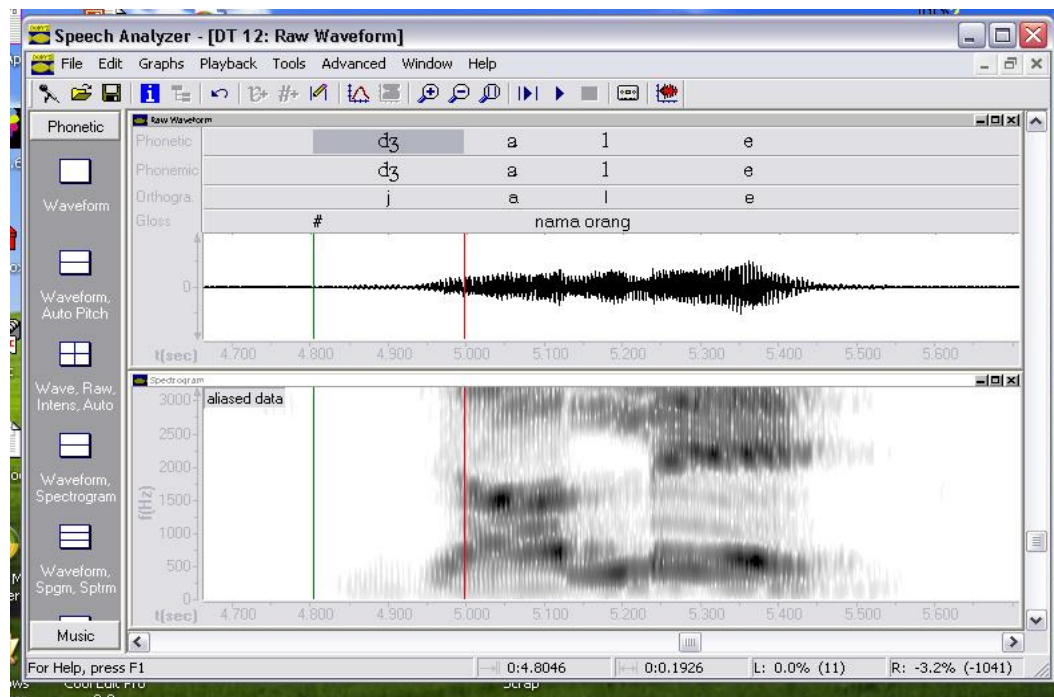 Speech Analyzer - [DT 12: Raw Waveform]
File Edit Graphs Playback Tools Advanced Window Help
Phonetic
Waveform
Waveform, Auto Pitch
Wave, Raw, Intens, Auto
Waveform, Spectrogram
Waveform, Spgm, Sptrm
Music
Raw Waveform
Phonetic dʒ a l e
Phonemic dʒ a l e
Orthogra. j a l e
Gloss # nama orang
0
t(sec) 4.700 4.800 4.900 5.000 5.100 5.200 5.300 5.400 5.500 5.600
Spectrogram
aliased data
f(Hz)
3000
2500
2000
1500
1000
500
0
t(sec) 4.700 4.800 4.900 5.000 5.100 5.200 5.300 5.400 5.500 5.600
For Help, press F1 0:4.8046 0:0.1926 L: 0.0% (11) R: -3.2% (-1041)